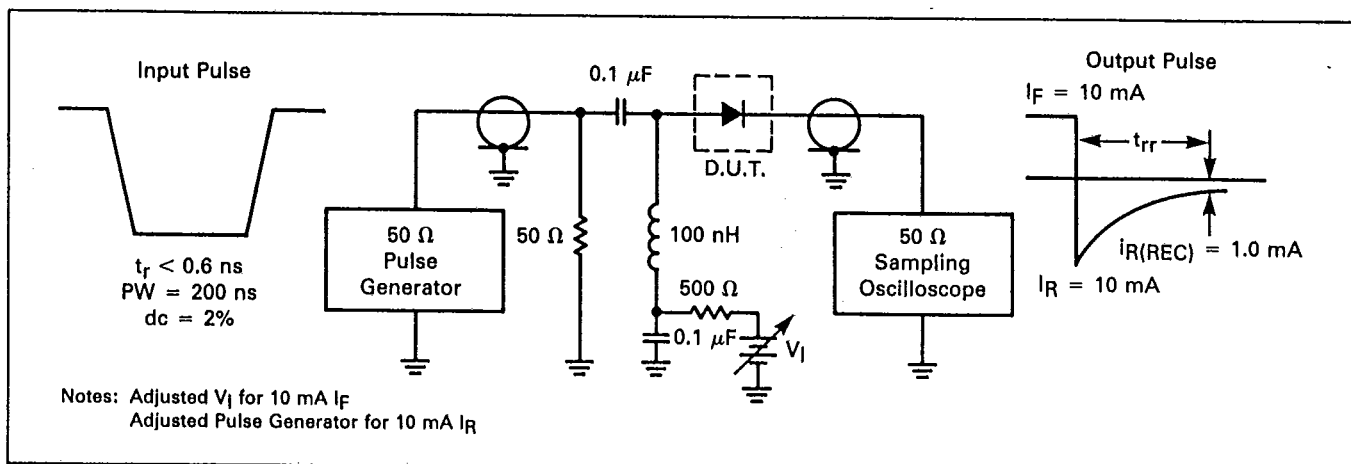 Input Pulse
t_r < 0.6 ns
PW = 200 ns
dc = 2%
50 Ω
Pulse
Generator
50 Ω
0.1 μF
100 nH
500 Ω
0.1 μF
V_I
D.U.T.
50 Ω
Sampling
Oscilloscope
Output Pulse
I_F = 10 mA
t_rr
i_R(REC) = 1.0 mA
I_R = 10 mA
Notes: Adjusted V_I for 10 mA I_F
Adjusted Pulse Generator for 10 mA I_R